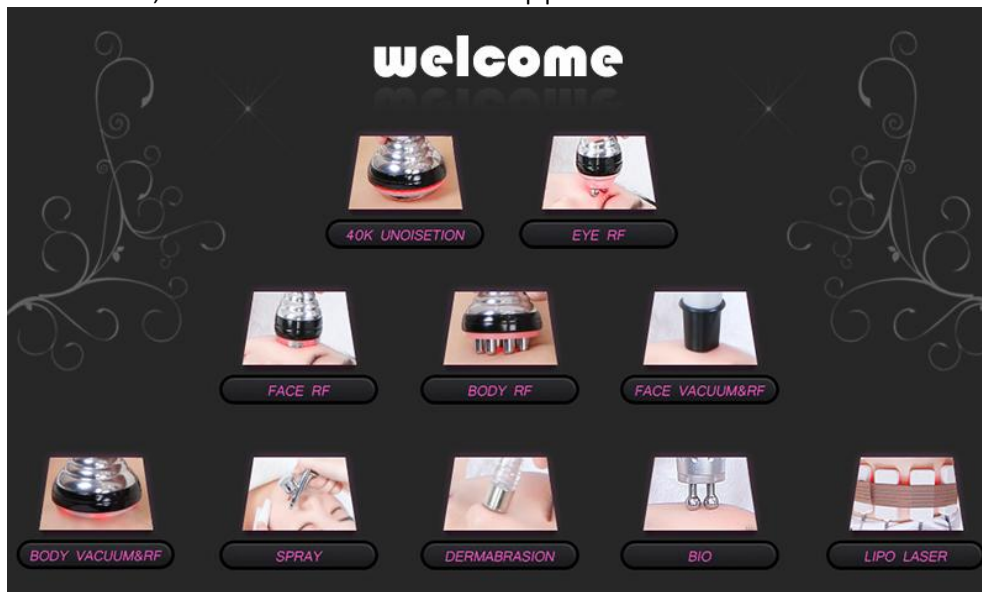 welcome
40K UNOISETION
EYE RF
FACE RF
BODY RF
FACE VACUUM&RF
BODY VACUUM&RF
SPRAY
DERMABRASION
BIO
LIPO LASER